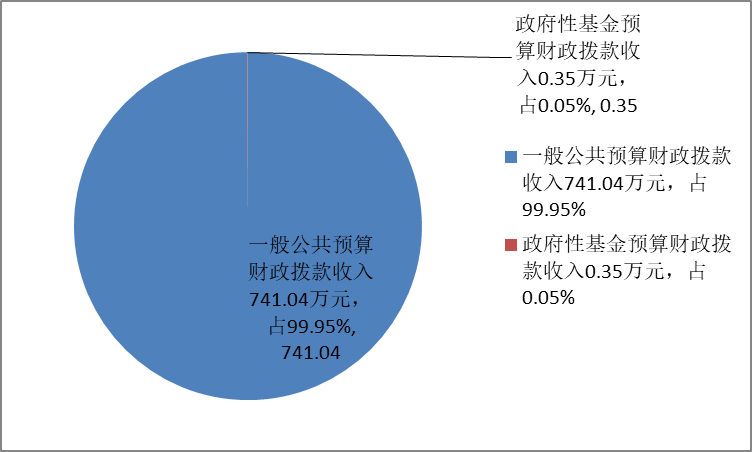 政府性基金预
算财政拨款收
入0.35万元，
占0.05%, 0.35
一般公共预算财政拨款
收入741.04万元，占
99.95%
政府性基金预算财政拨
款收入0.35万元，占
0.05%
一般公共预算
财政拨款收入
741.04万元，
占99.95%,
741.04